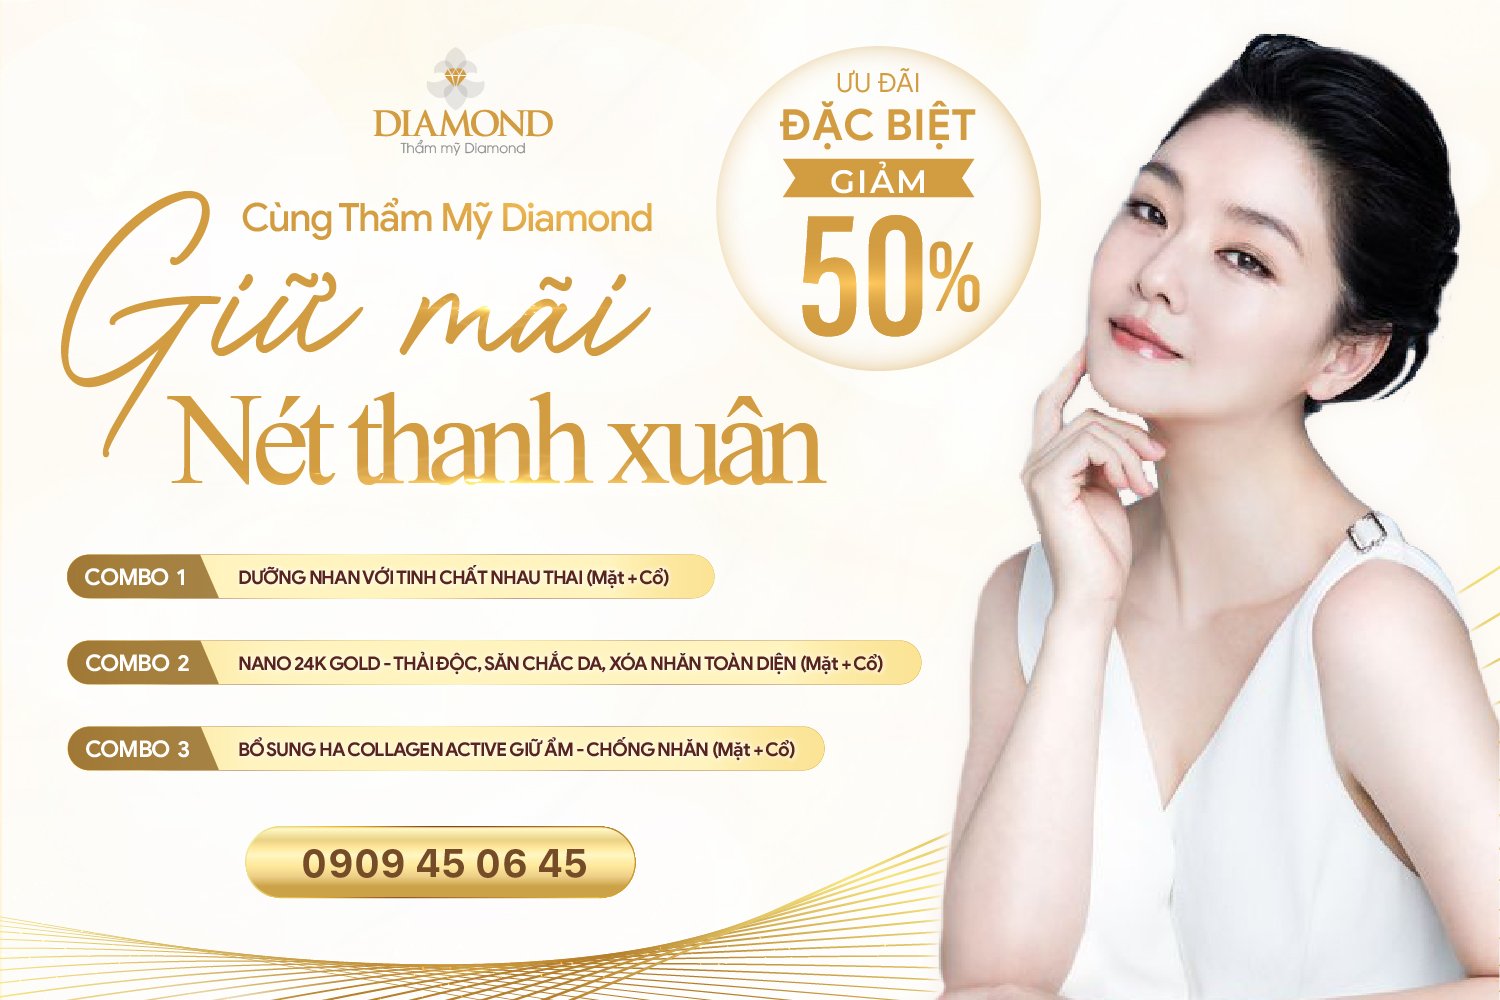 DIAMOND
Thẩm mỹ Diamond
Cùng Thẩm Mỹ Diamond
Giữ mãi
Nét thanh xuân
ƯU ĐÃI
ĐẶC BIỆT
GIẢM
50%
COMBO 1 DƯỠNG NHAN VỚI TINH CHẤT NHAU THAI (Mặt + Cổ)
COMBO 2 NANO 24K GOLD - THẢI ĐỘC, SĂN CHẮC DA, XÓA NHĂN TOÀN DIỆN (Mặt + Cổ)
COMBO 3 BỔ SUNG HA COLLAGEN ACTIVE GIỮ ẨM - CHỐNG NHĂN (Mặt + Cổ)
0909 45 06 45